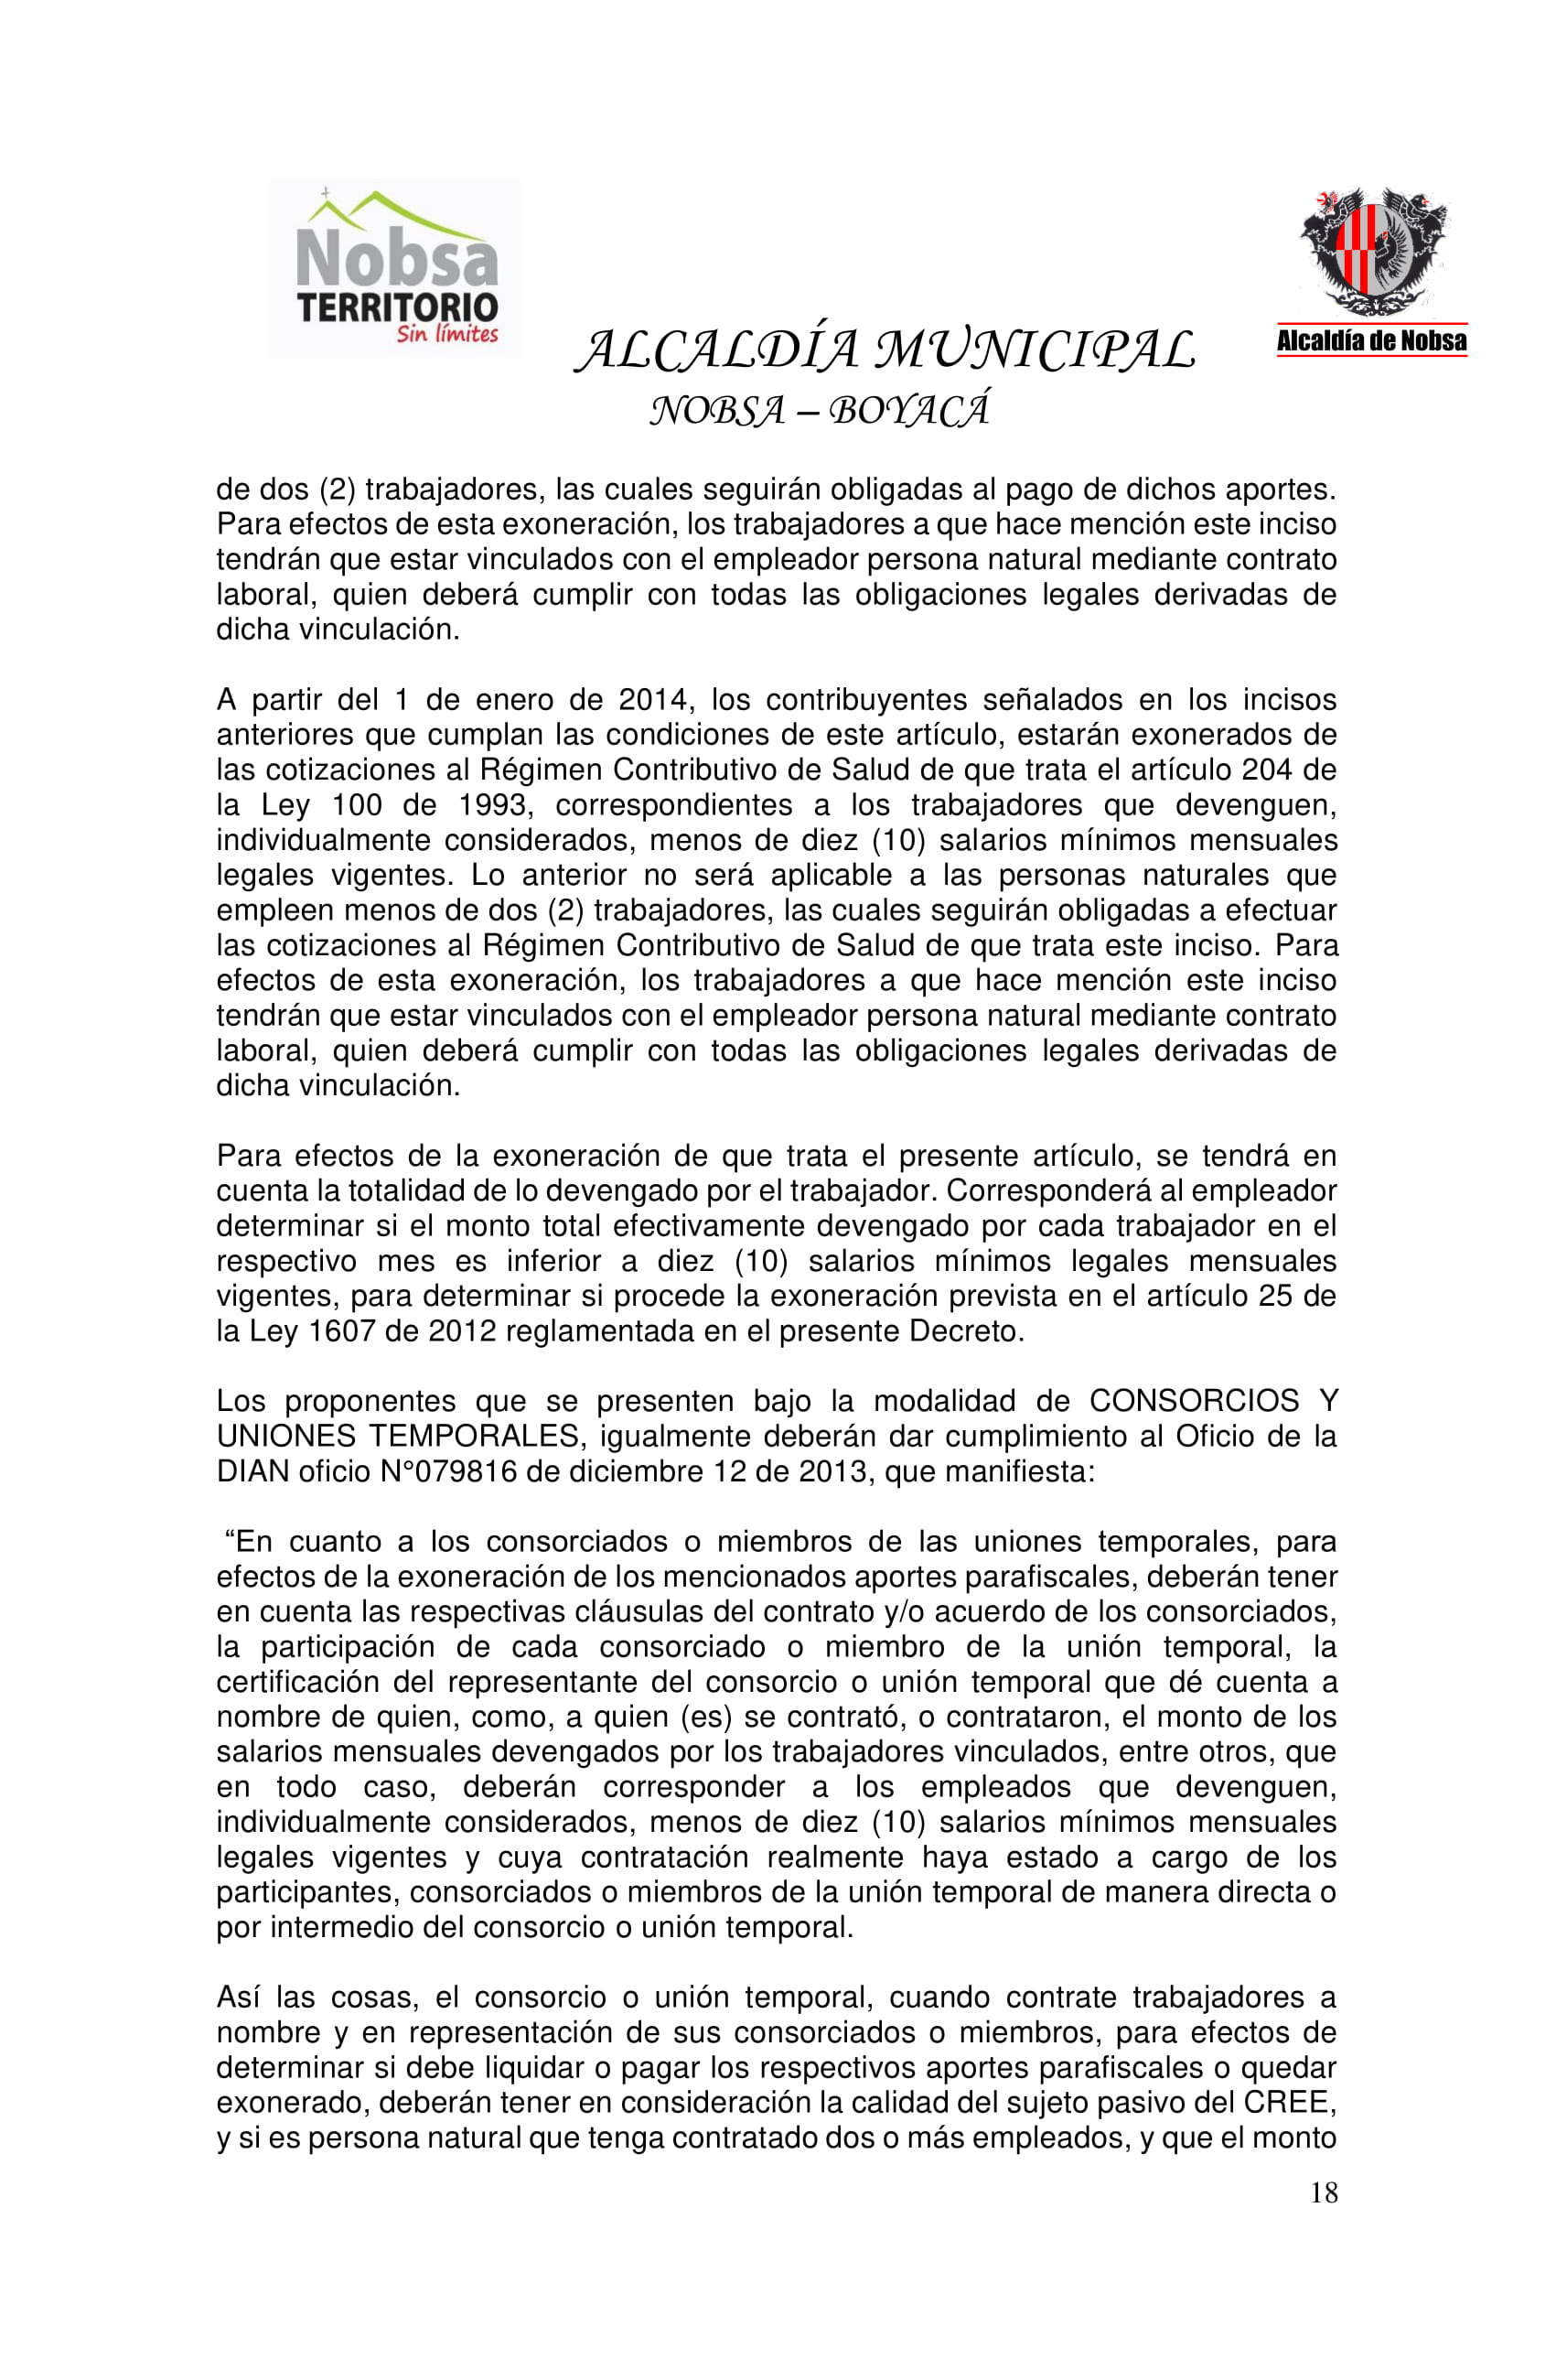 Nobsa
TERRITORIO
Sin límites
Alcaldía de Nobsa
ALCALDÍA MUNICIPAL
NOBSA – BOYACÁ
de dos (2) trabajadores, las cuales seguirán obligadas al pago de dichos aportes.
Para efectos de esta exoneración, los trabajadores a que hace mención este inciso
tendrán que estar vinculados con el empleador persona natural mediante contrato
laboral, quien deberá cumplir con todas las obligaciones legales derivadas de
dicha vinculación.
A partir del 1 de enero de 2014, los contribuyentes señalados en los incisos
anteriores que cumplan las condiciones de este artículo, estarán exonerados de
las cotizaciones al Régimen Contributivo de Salud de que trata el artículo 204 de
la Ley 100 de 1993, correspondientes a los trabajadores que devenguen,
individualmente considerados, menos de diez (10) salarios mínimos mensuales
legales vigentes. Lo anterior no será aplicable a las personas naturales que
empleen menos de dos (2) trabajadores, las cuales seguirán obligadas a efectuar
las cotizaciones al Régimen Contributivo de Salud de que trata este inciso. Para
efectos de esta exoneración, los trabajadores a que hace mención este inciso
tendrán que estar vinculados con el empleador persona natural mediante contrato
laboral, quien deberá cumplir con todas las obligaciones legales derivadas de
dicha vinculación.
Para efectos de la exoneración de que trata el presente artículo, se tendrá en
cuenta la totalidad de lo devengado por el trabajador. Corresponderá al empleador
determinar si el monto total efectivamente devengado por cada trabajador en el
respectivo mes es inferior a diez (10) salarios mínimos legales mensuales
vigentes, para determinar si procede la exoneración prevista en el artículo 25 de
la Ley 1607 de 2012 reglamentada en el presente Decreto.
Los proponentes que se presenten bajo la modalidad de CONSORCIOS Y
UNIONES TEMPORALES, igualmente deberán dar cumplimiento al Oficio de la
DIAN oficio N°079816 de diciembre 12 de 2013, que manifiesta:
“En cuanto a los consorciados o miembros de las uniones temporales, para
efectos de la exoneración de los mencionados aportes parafiscales, deberán tener
en cuenta las respectivas cláusulas del contrato y/o acuerdo de los consorciados,
la participación de cada consorciado o miembro de la unión temporal, la
certificación del representante del consorcio o unión temporal que dé cuenta a
nombre de quien, como, a quien (es) se contrató, o contrataron, el monto de los
salarios mensuales devengados por los trabajadores vinculados, entre otros, que
en todo caso, deberán corresponder a los empleados que devenguen,
individualmente considerados, menos de diez (10) salarios mínimos mensuales
legales vigentes y cuya contratación realmente haya estado a cargo de los
participantes, consorciados o miembros de la unión temporal de manera directa o
por intermedio del consorcio o unión temporal.
Así las cosas, el consorcio o unión temporal, cuando contrate trabajadores a
nombre y en representación de sus consorciados o miembros, para efectos de
determinar si debe liquidar o pagar los respectivos aportes parafiscales o quedar
exonerado, deberán tener en consideración la calidad del sujeto pasivo del CREE,
y si es persona natural que tenga contratado dos o más empleados, y que el monto
18